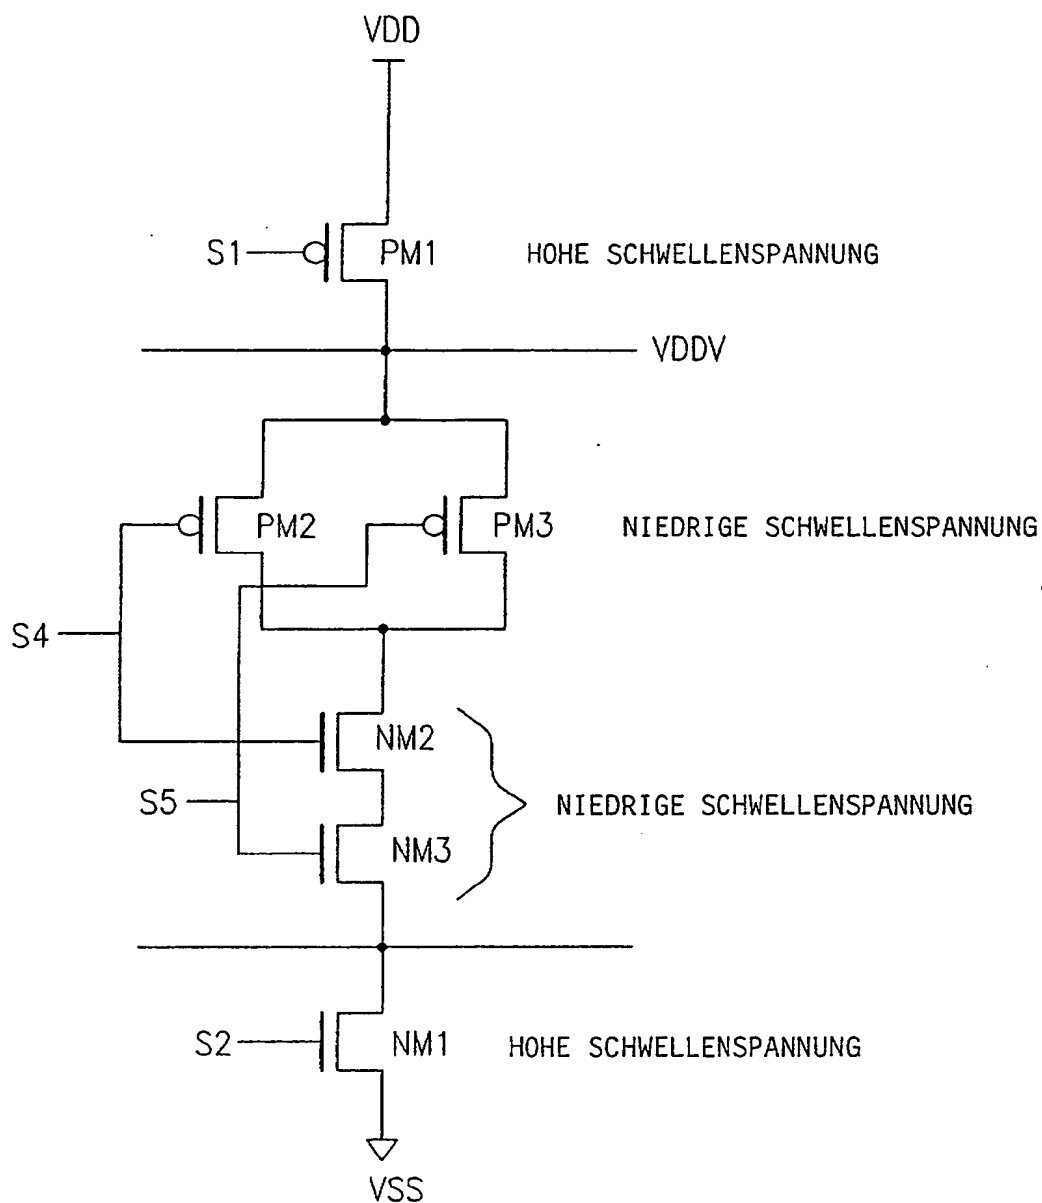 VDD
S1 PM1 HOHE SCHWELLENSPANNUNG
VDDV
PM2 PM3 NIEDRIGE SCHWELLENSPANNUNG
S4
NM2
S5 NIEDRIGE SCHWELLENSPANNUNG
NM3
S2 NM1 HOHE SCHWELLENSPANNUNG
VSS